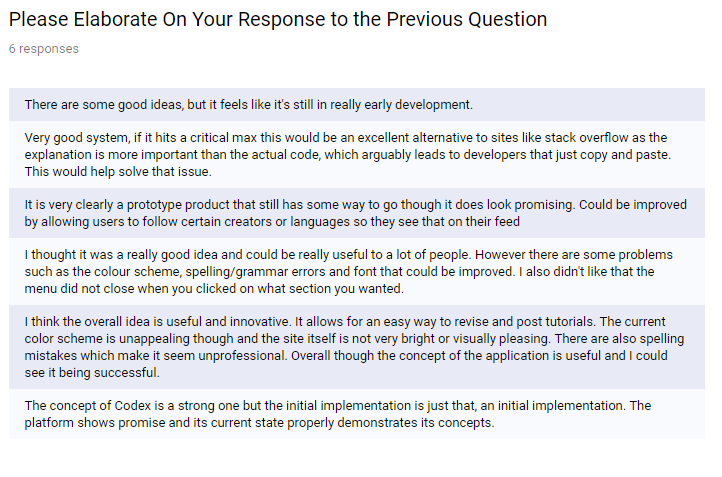 Please Elaborate On Your Response to the Previous Question
6 responses
There are some good ideas, but it feels like it's still in really early development.
Very good system, if it hits a critical max this would be an excellent alternative to sites like stack overflow as the
explanation is more important than the actual code, which arguably leads to developers that just copy and paste.
This would help solve that issue.
It is very clearly a prototype product that still has some way to go though it does look promising. Could be improved
by allowing users to follow certain creators or languages so they see that on their feed
I thought it was a really good idea and could be really useful to a lot of people. However there are some problems
such as the colour scheme, spelling/grammar errors and font that could be improved. I also didn't like that the
menu did not close when you clicked on what section you wanted.
I think the overall idea is useful and innovative. It allows for an easy way to revise and post tutorials. The current
color scheme is unappealing though and the site itself is not very bright or visually pleasing. There are also spelling
mistakes which make it seem unprofessional. Overall though the concept of the application is useful and I could
see it being successful.
The concept of Codex is a strong one but the initial implementation is just that, an initial implementation. The
platform shows promise and its current state properly demonstrates its concepts.